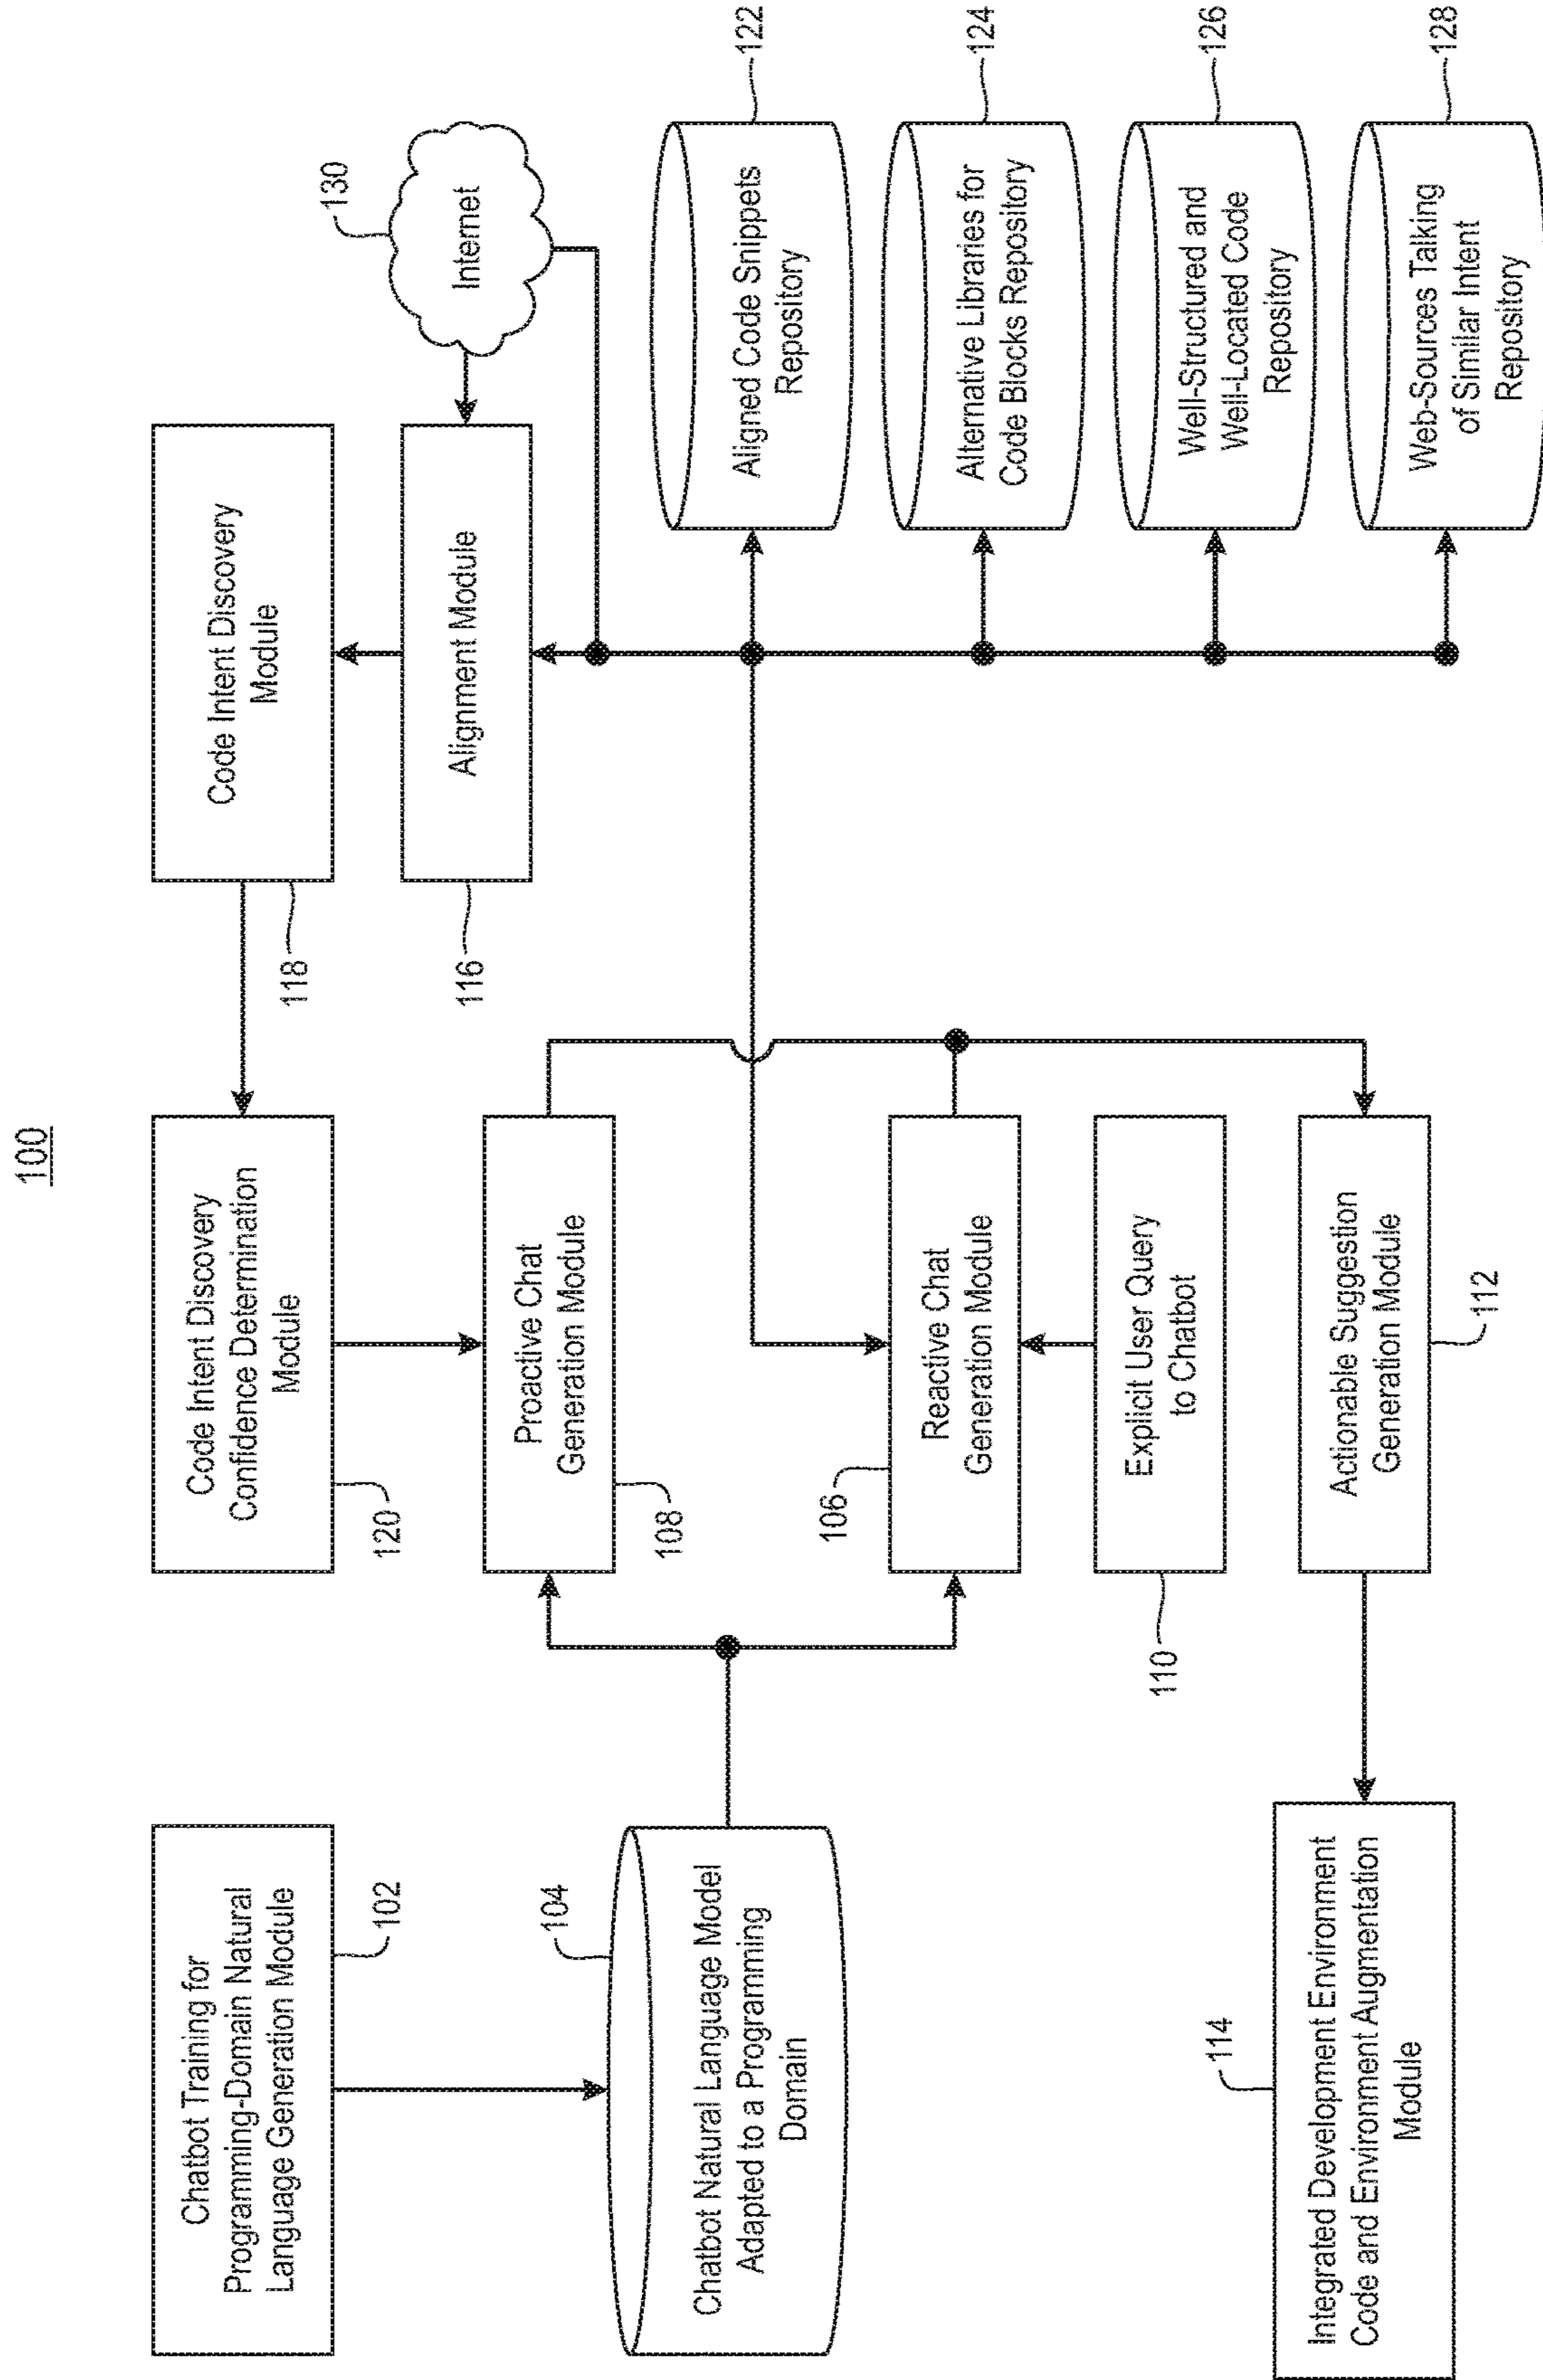 100
Chatbot Training for
Programming-Domain Natural
Language Generation Module
102
Chatbot Natural Language Model
Adapted to a Programming
Domain
104
Integrated Development Environment
Code and Environment Augmentation
Module
114
Code Intent Discovery
Confidence Determination
Module
120
Proactive Chat
Generation Module
108
Reactive Chat
Generation Module
106
Explicit User Query
to Chatbot
110
Actionable Suggestion
Generation Module
112
Code Intent Discovery
Module
118
Alignment Module
116
Internet
130
Aligned Code Snippets
Repository
122
Alternative Libraries for
Code Blocks Repository
124
Well-Structured and
Well-Located Code
Repository
126
Web-Sources Talking
of Similar Intent
Repository
128